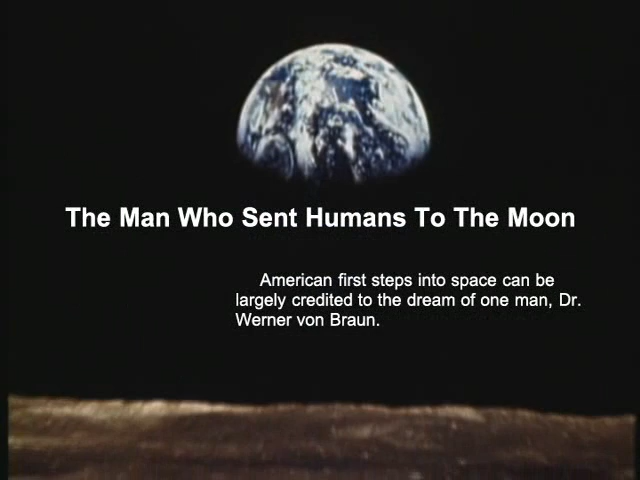 The Man Who Sent Humans To The Moon
American first steps into space can be
largely credited to the dream of one man, Dr.
Werner von Braun.